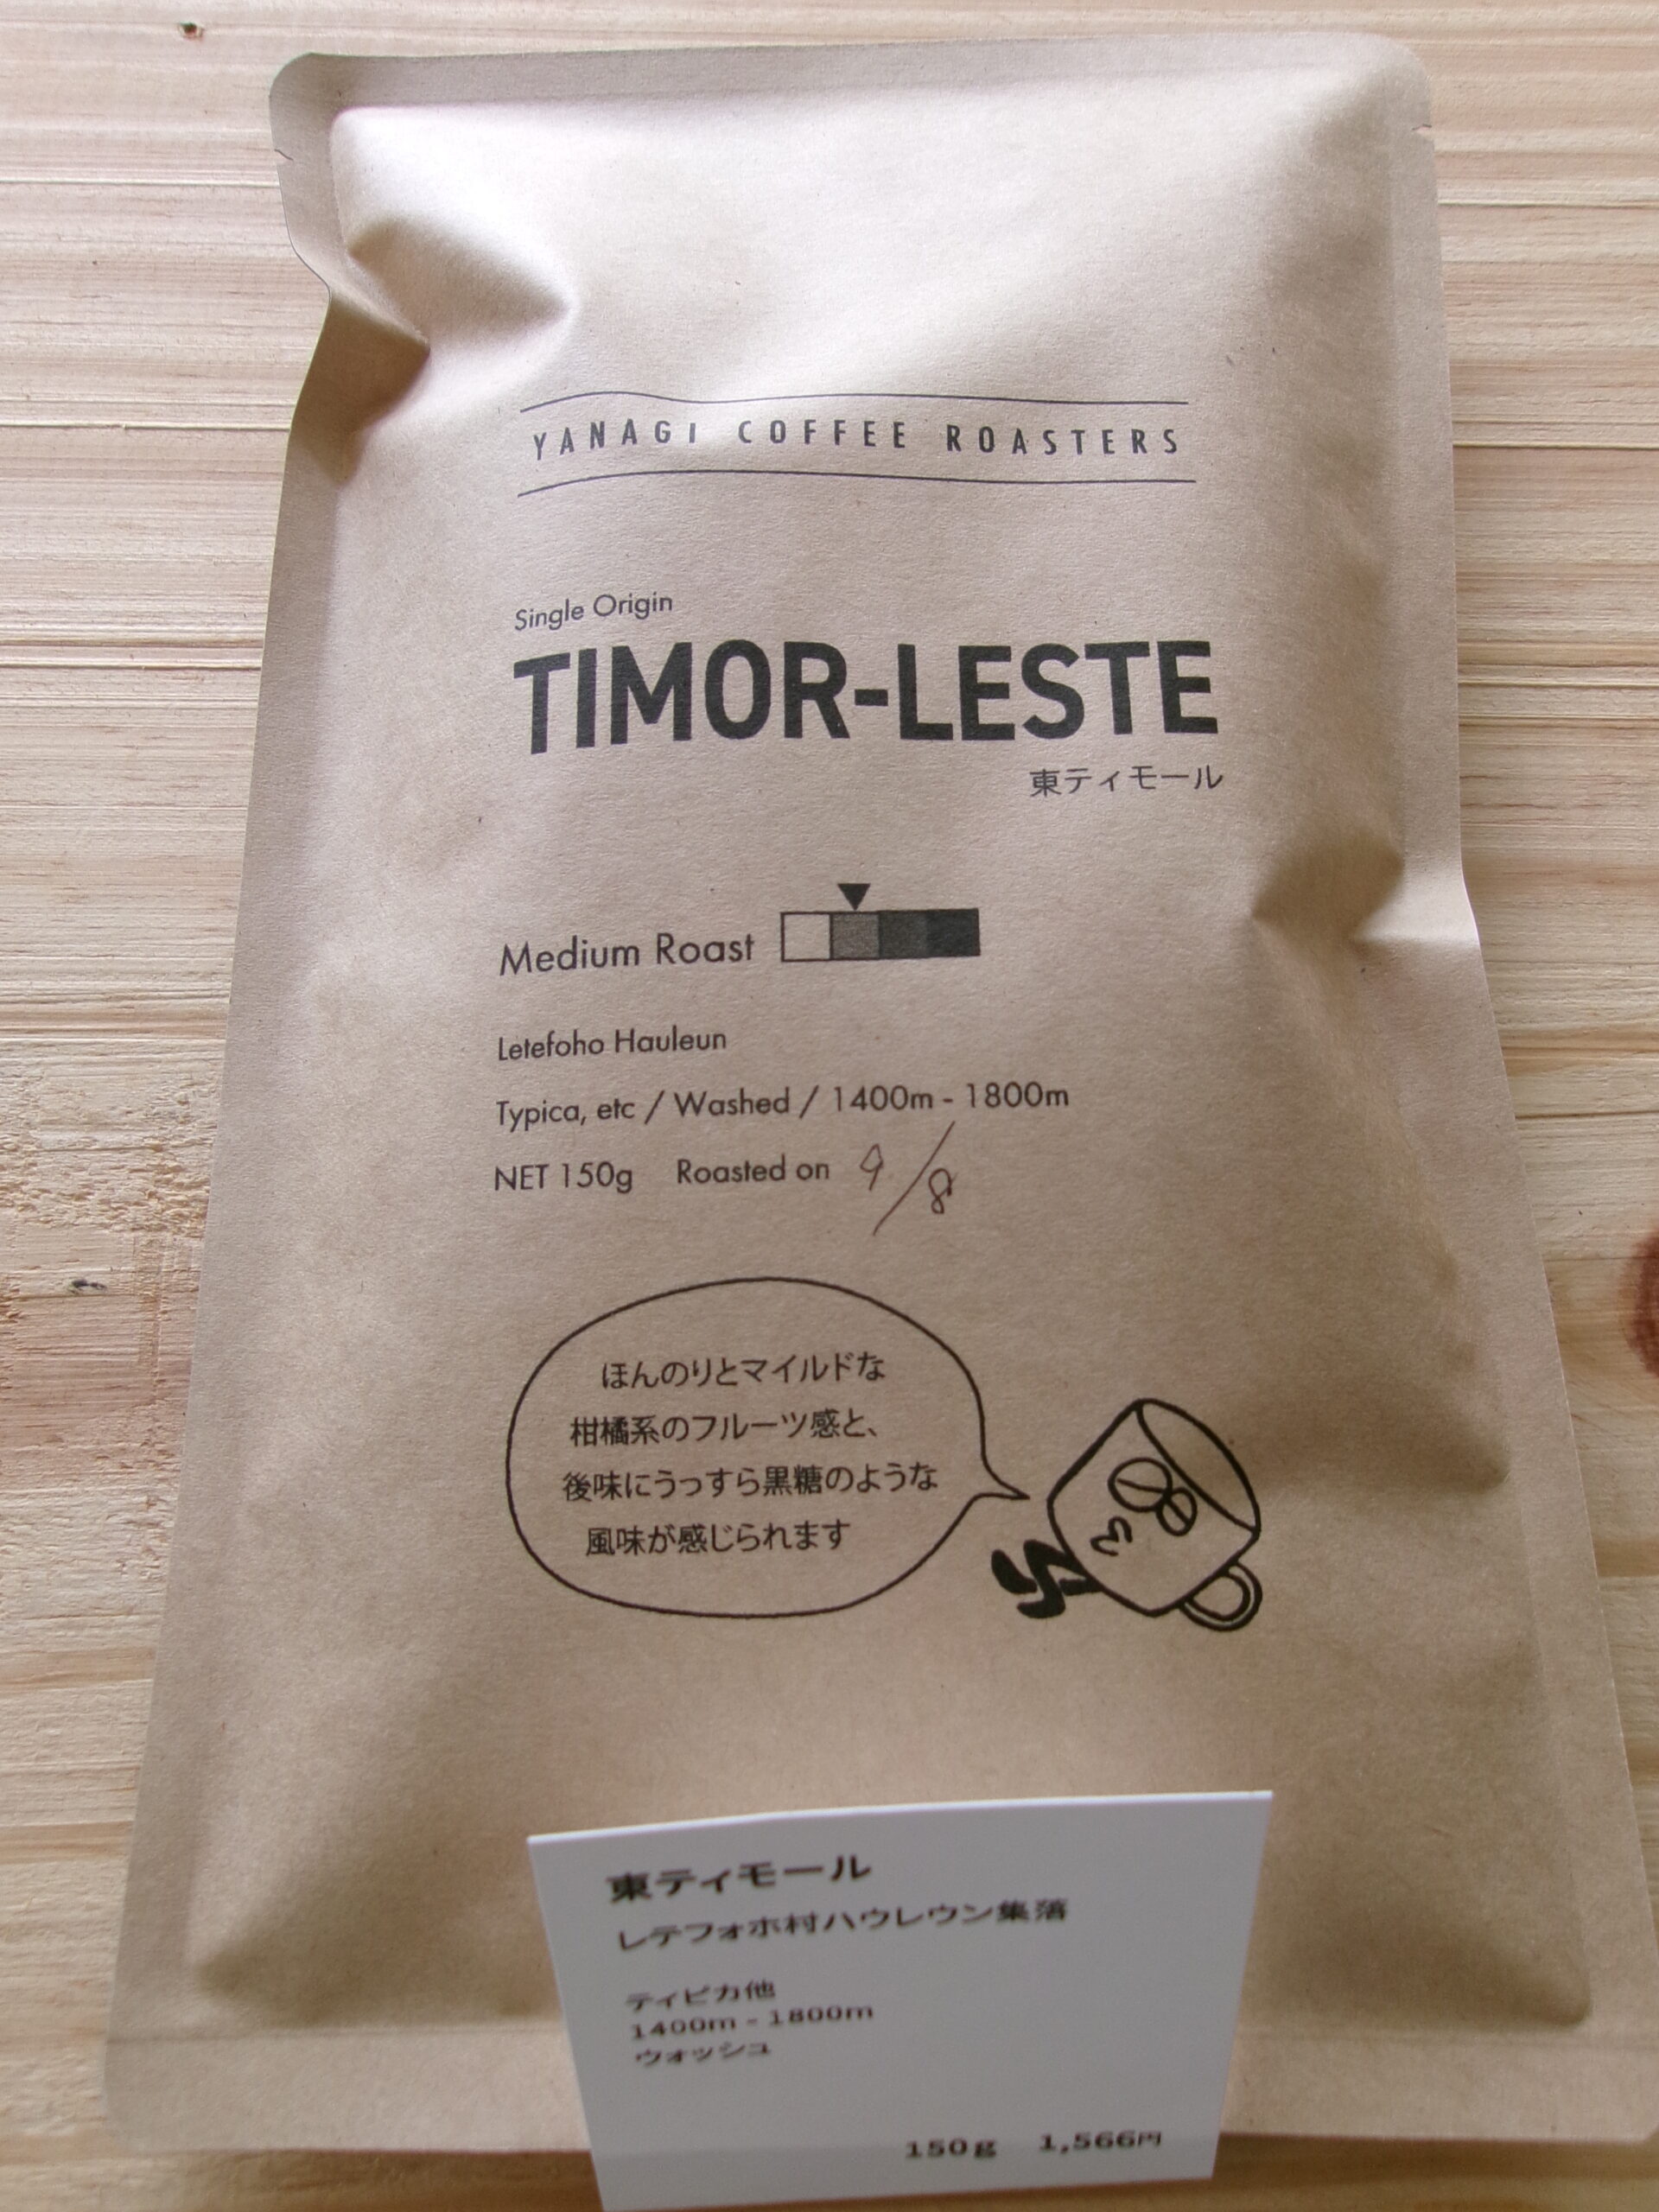 YANAGI COFFEE ROASTERS
Single Origin
TIMOR-LESTE
東ティモール
Medium Roast
Letefoho Hauleun
Typica, etc / Washed / 1400m - 1800m
NET 150g Roasted on 9/8
ほんのりとマイルドな
柑橘系のフルーツ感と、
後味にうっすら黒糖のような
風味が感じられます
東ティモール
レテフォホ村ハウレウン集落
ティピカ他
1400m - 1800m
ウォッシュ
150g 1,566円